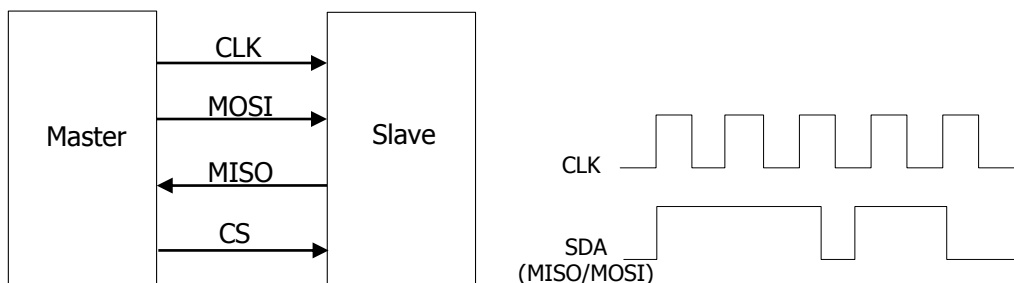 CLK
MOSI
Master
Slave
MISO
CS
CLK
SDA
(MISO/MOSI)